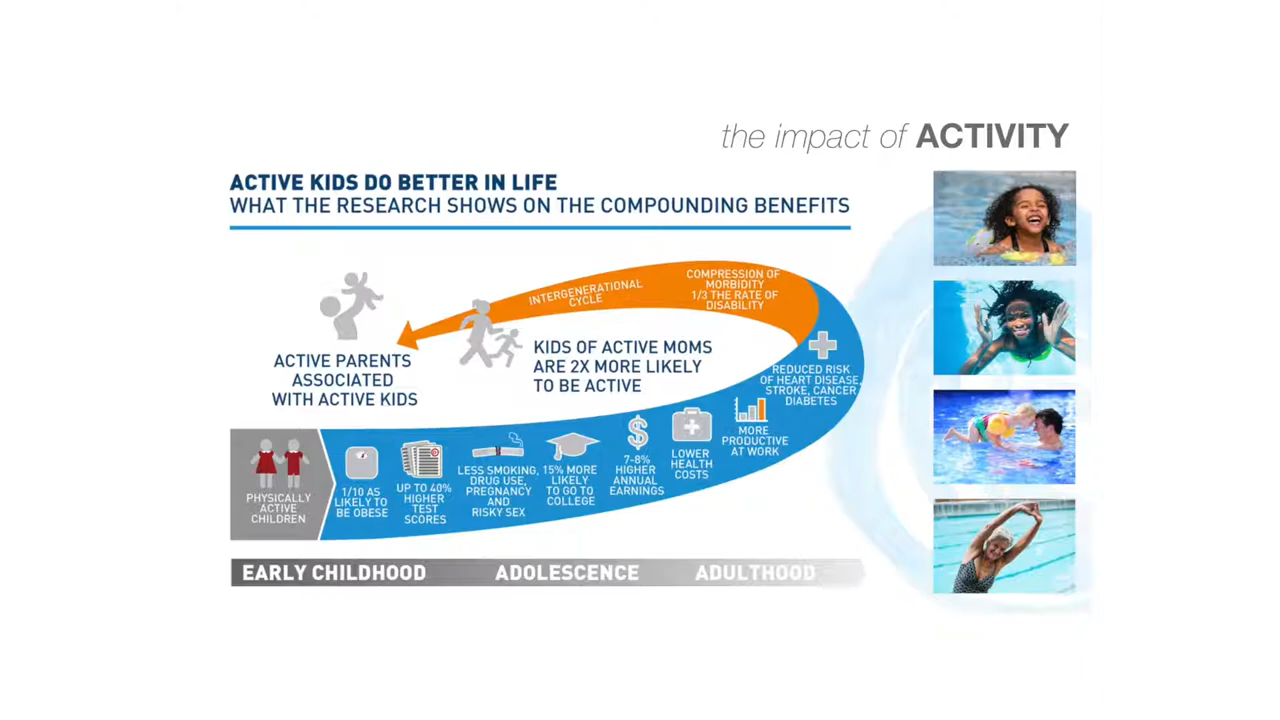 the impact of ACTIVITY
ACTIVE KIDS DO BETTER IN LIFE
WHAT THE RESEARCH SHOWS ON THE COMPOUNDING BENEFITS
INTERGENERATIONAL
CYCLE
COMPRESSION OF
MORBIDITY
1/3 THE RATE OF
DISABILITY
ACTIVE PARENTS
ASSOCIATED
WITH ACTIVE KIDS
KIDS OF ACTIVE MOMS
ARE 2X MORE LIKELY
TO BE ACTIVE
PHYSICALLY
ACTIVE
CHILDREN
1/10 AS
LIKELY TO
BE OBESE
UP TO 40%
HIGHER
TEST
SCORES
LESS SMOKING,
DRUG USE,
PREGNANCY
AND
RISKY SEX
15% MORE
LIKELY
TO GO TO
COLLEGE
7-8%
HIGHER
ANNUAL
EARNINGS
LOWER
HEALTH
COSTS
MORE
PRODUCTIVE
AT WORK
REDUCED RISK
OF HEART DISEASE,
STROKE, CANCER,
DIABETES
EARLY CHILDHOOD
ADOLESCENCE
ADULTHOOD